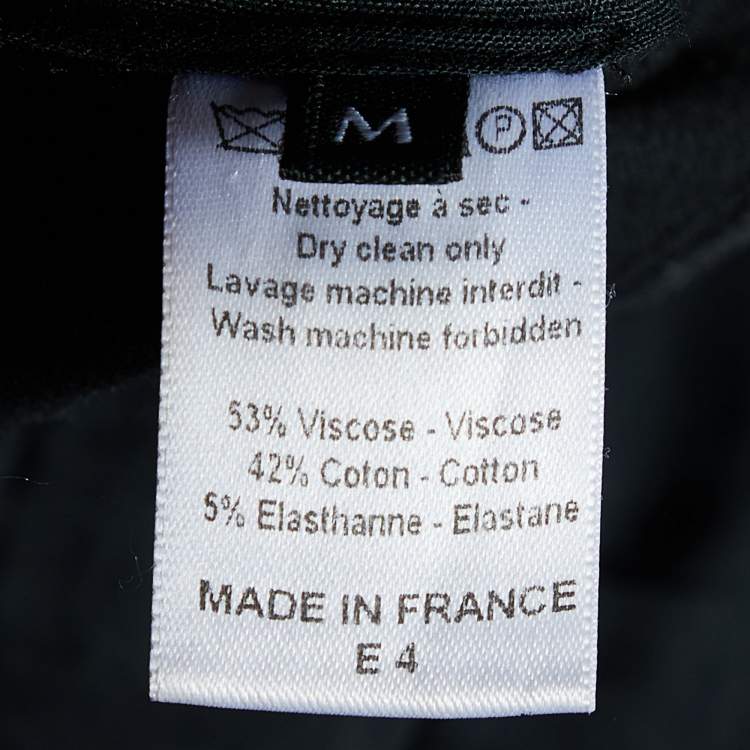 M
P
Nettoyage à sec -
Dry clean only
Lavage machine interdit -
Wash machine forbidden
53% Viscose - Viscose
42% Coton - Cotton
5% Elasthanne - Elastane
MADE IN FRANCE
E 4